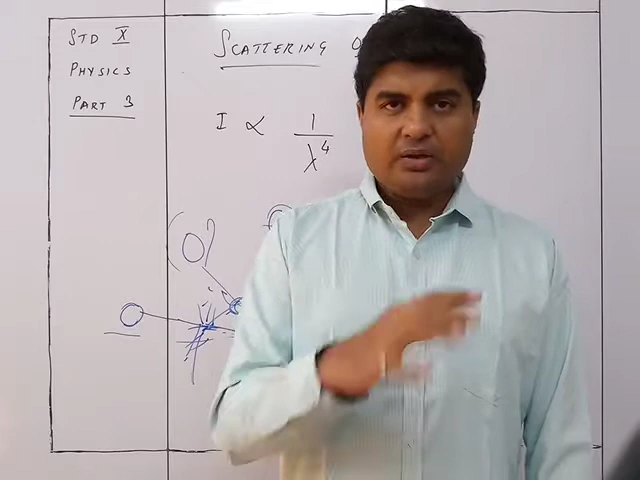 STD X
PHYSICS
PART 3
SCATTERING
I ∝ 1/λ⁴